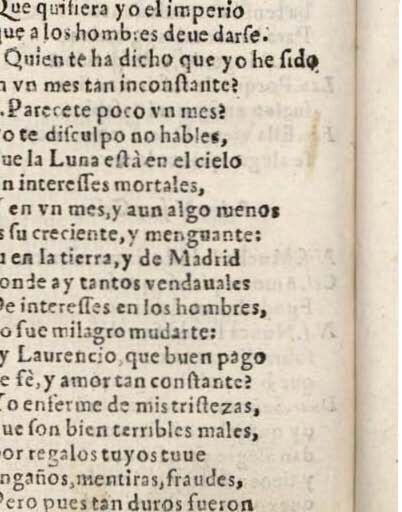 Que quisiera yo el imperio
que a los hombres deue darse.
Quien te ha dicho que yo he sido
n vn mes tan inconstante?
.Parecete poco vn mes?
o te disculpo no hables,
ue la Luna està en el cielo
n interesses mortales,
Y en vn mes, y aun algo menos
s su creciente, y menguante:
u en la tierra, y de Madrid
onde ay tantos vendauales
De interesses en los hombres,
o fue milagro mudarte:
y Laurencio, que buen pago
e fè, y amor tan constante?
Yo enferme de mis tristezas,
ue son bien terribles males,
por regalos tuyos tuue
ngaños, mentiras, fraudes,
Pero pues tan duros fueron